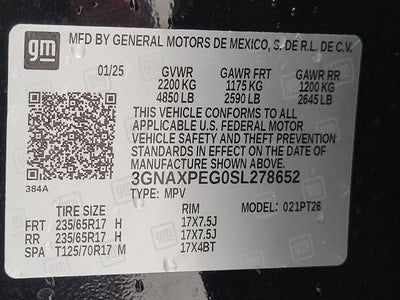 gm
MFD BY GENERAL MOTORS DE MEXICO, S. DE R.L. DE C.V.
01/25 GVWR GAWR FRT GAWR RR
2200 KG 1175 KG 1200 KG
4850 LB 2590 LB 2645 LB
THIS VEHICLE CONFORMS TO ALL
APPLICABLE U.S. FEDERAL MOTOR
VEHICLE SAFETY AND THEFT PREVENTION
STANDARDS IN EFFECT ON THE DATE OF
MANUFACTURE SHOWN ABOVE.
384A
3GNAXPEG0SL278652
TYPE: MPV
TIRE SIZE RIM MODEL: 021PT26
FRT 235/65R17 H 17X7.5J
RR 235/65R17 H 17X7.5J
SPA T125/70R17 M 17X4BT